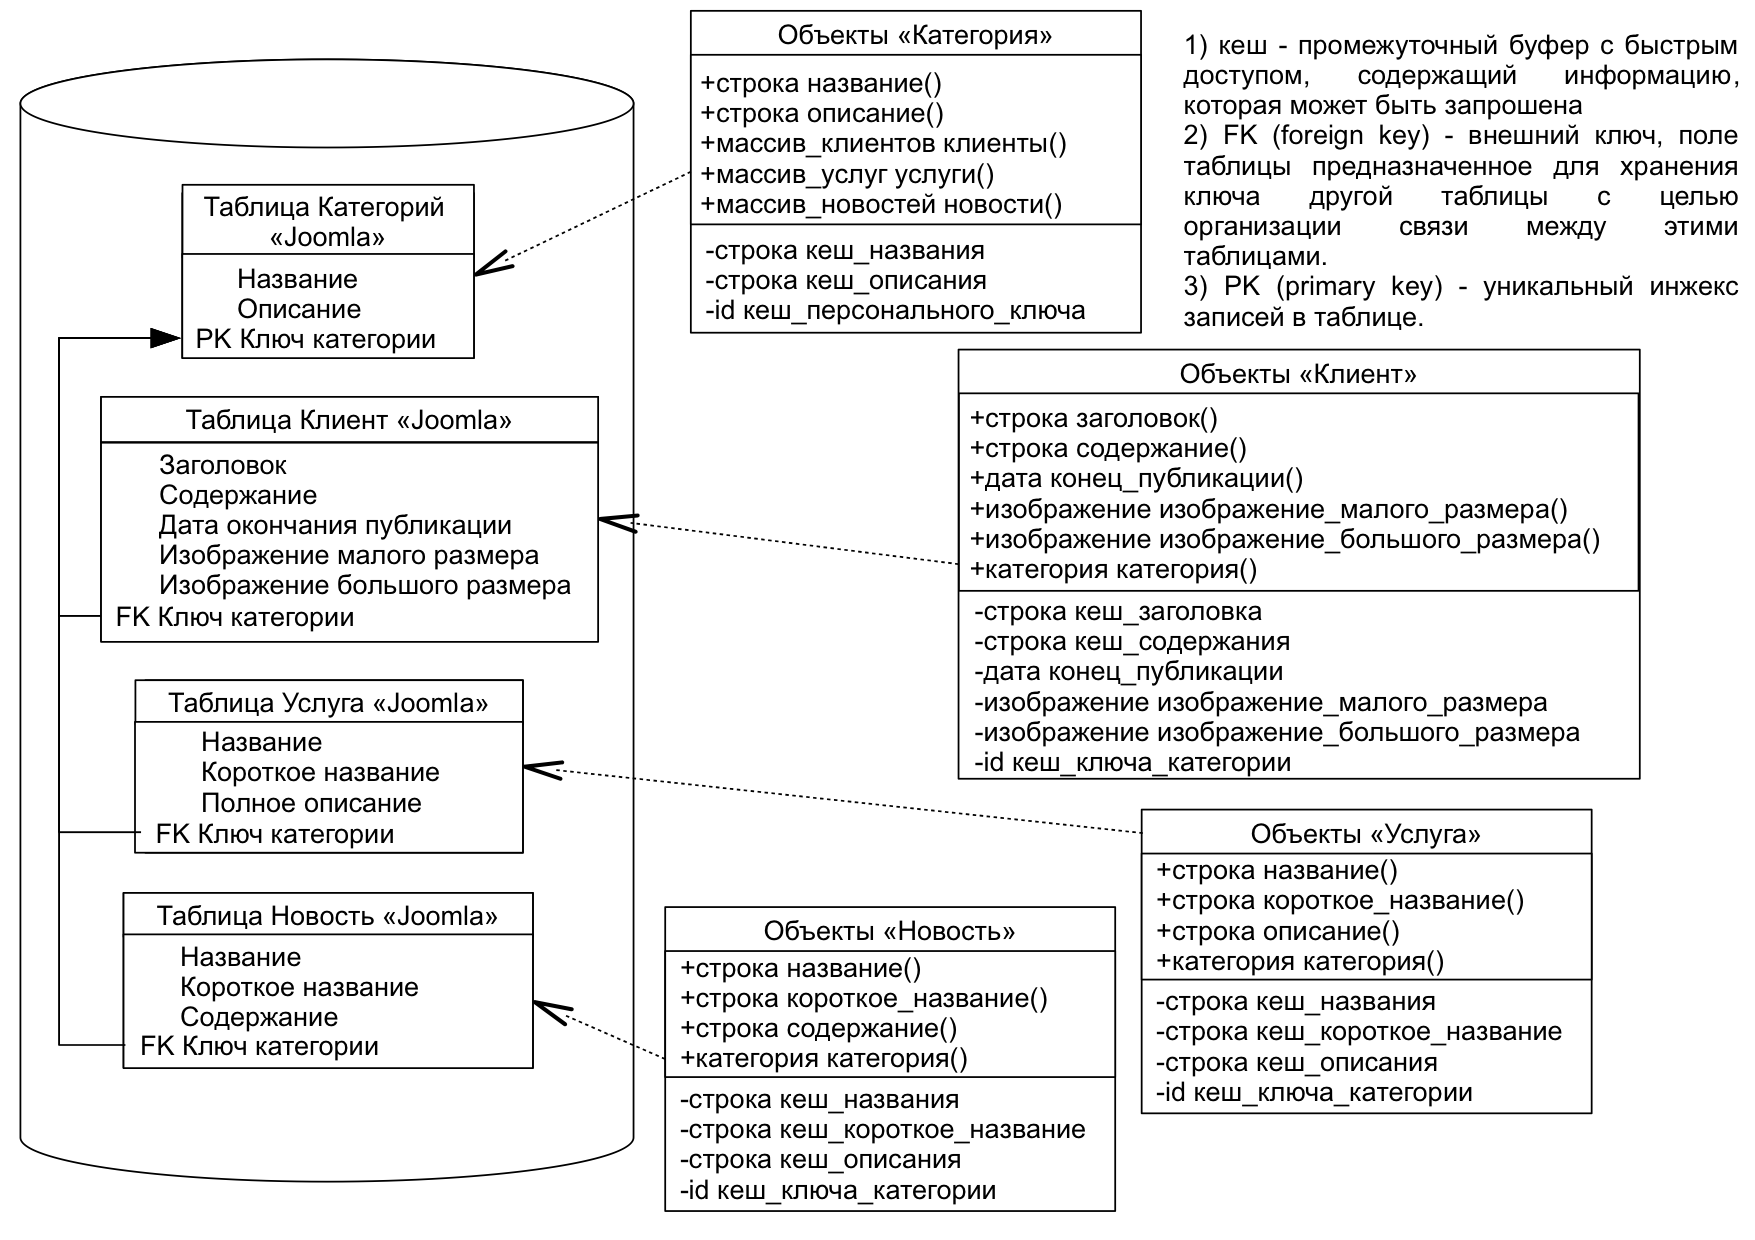 Объекты «Категория»
+строка название()
+строка описание()
+массив_клиентов клиенты()
+массив_услуг услуги()
+массив_новостей новости()
-строка кеш_названия
-строка кеш_описания
-id кеш_персонального_ключа
1) кеш - промежуточный буфер с быстрым
доступом, содержащий информацию,
которая может быть запрошена
2) FK (foreign key) - внешний ключ, поле
таблицы предназначенное для хранения
ключа другой таблицы с целью
организации связи между этими
таблицами.
3) PK (primary key) - уникальный инжекс
записей в таблице.
Таблица Категорий
«Joomla»
Название
Описание
PK Ключ категории
Таблица Клиент «Joomla»
Заголовок
Содержание
Дата окончания публикации
Изображение малого размера
Изображение большого размера
FK Ключ категории
Объекты «Клиент»
+строка заголовок()
+строка содержание()
+дата конец_публикации()
+изображение изображение_малого_размера()
+изображение изображение_большого_размера()
+категория категория()
-строка кеш_заголовка
-строка кеш_содержания
-дата конец_публикации
-изображение изображение_малого_размера
-изображение изображение_большого_размера
-id кеш_ключа_категории
Таблица Услуга «Joomla»
Название
Короткое название
Полное описание
FK Ключ категории
Объекты «Услуга»
+строка название()
+строка короткое_название()
+строка описание()
+категория категория()
-строка кеш_названия
-строка кеш_короткое_название
-строка кеш_описания
-id кеш_ключа_категории
Таблица Новость «Joomla»
Название
Короткое название
Содержание
FK Ключ категории
Объекты «Новость»
+строка название()
+строка короткое_название()
+строка содержание()
+категория категория()
-строка кеш_названия
-строка кеш_короткое_название
-строка кеш_описания
-id кеш_ключа_категории